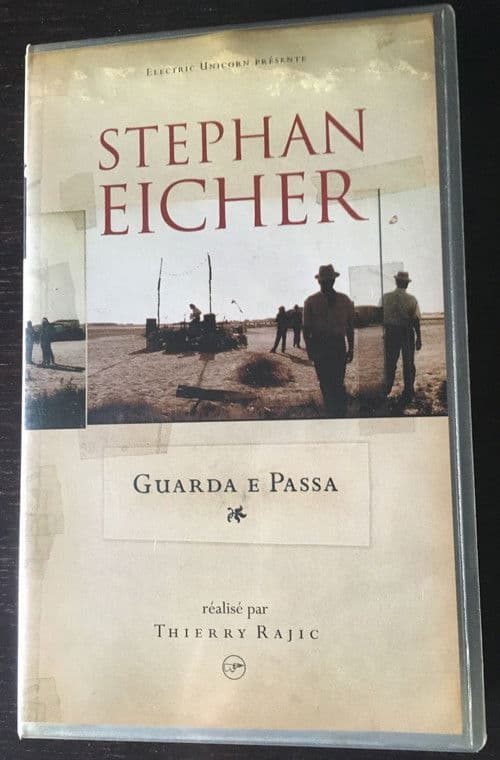 Electric Unicorn présente
STEPHAN
EICHER
Guarda e Passa
réalisé par
Thierry Rajic